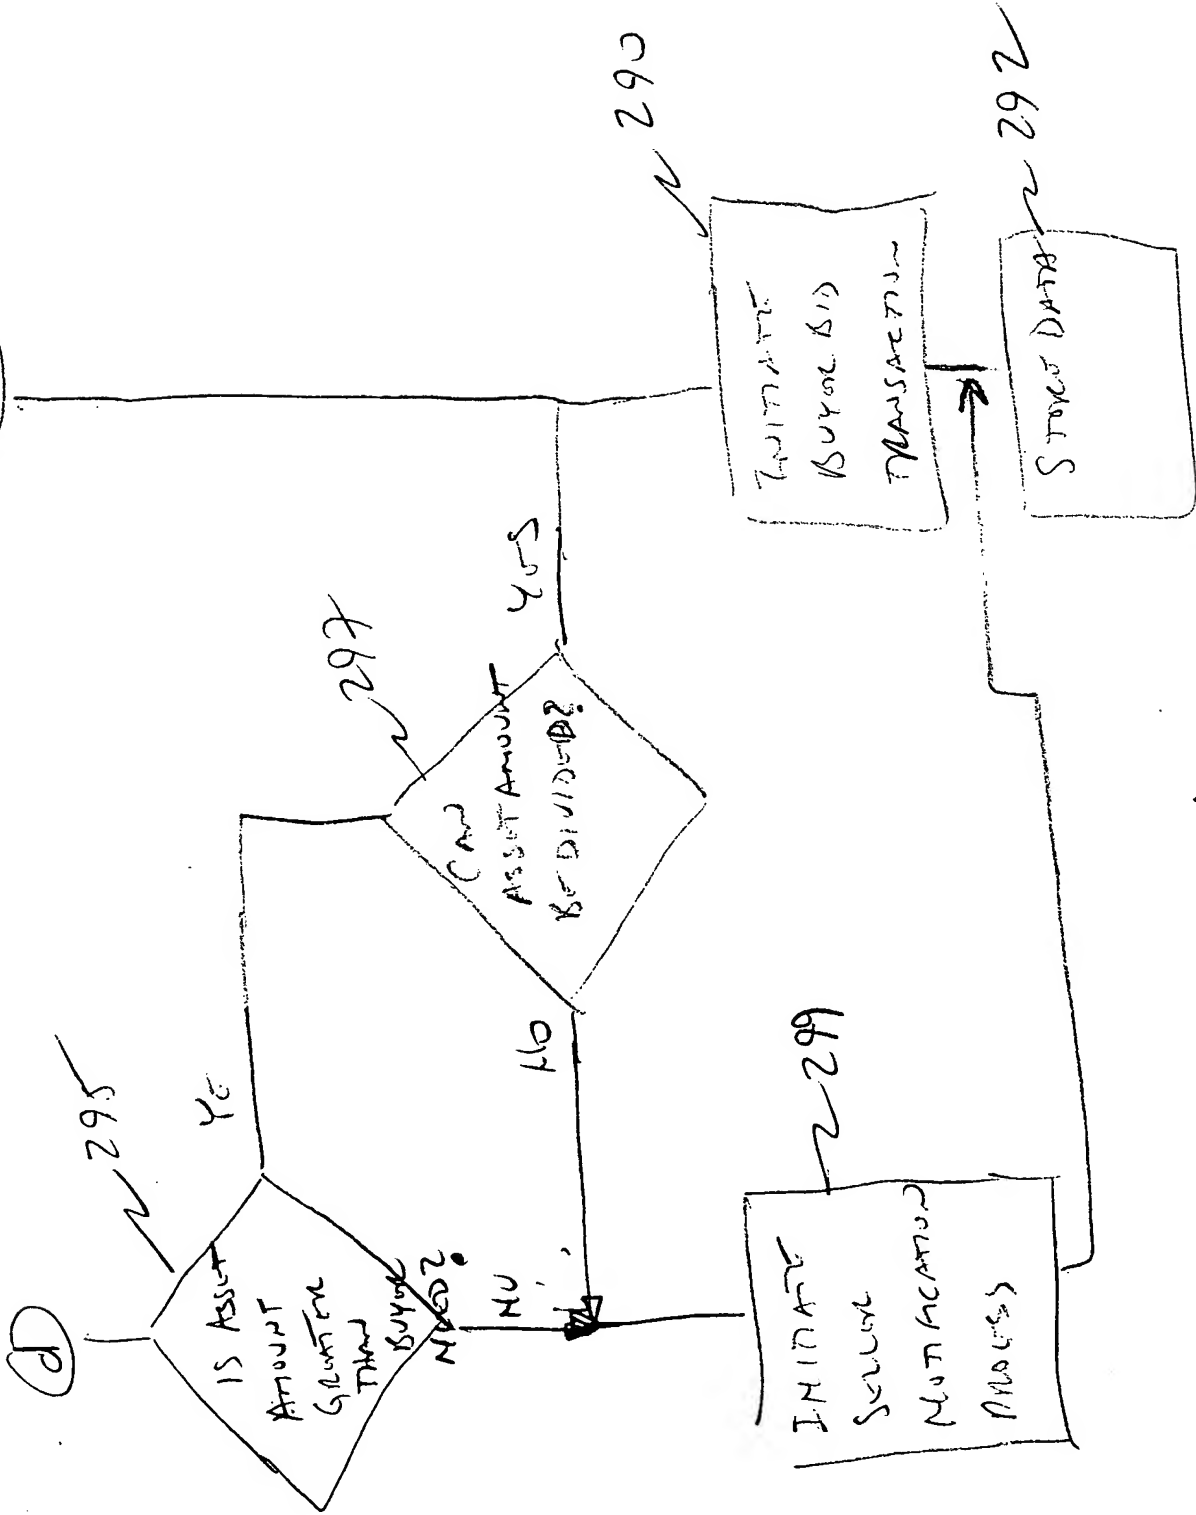 d
295
IS ASSET
AMOUNT
GREATER
THAN
BUYER
NEED?
YE
NO
297
CAN
ASSET AMOUNT
BE DIVIDED?
YES
NO
290
INITIATE
BUYER BID
TRANSACTION
292
STORE DATA
299
INITIATE
SELLER
NOTIFICATION
PROCESS